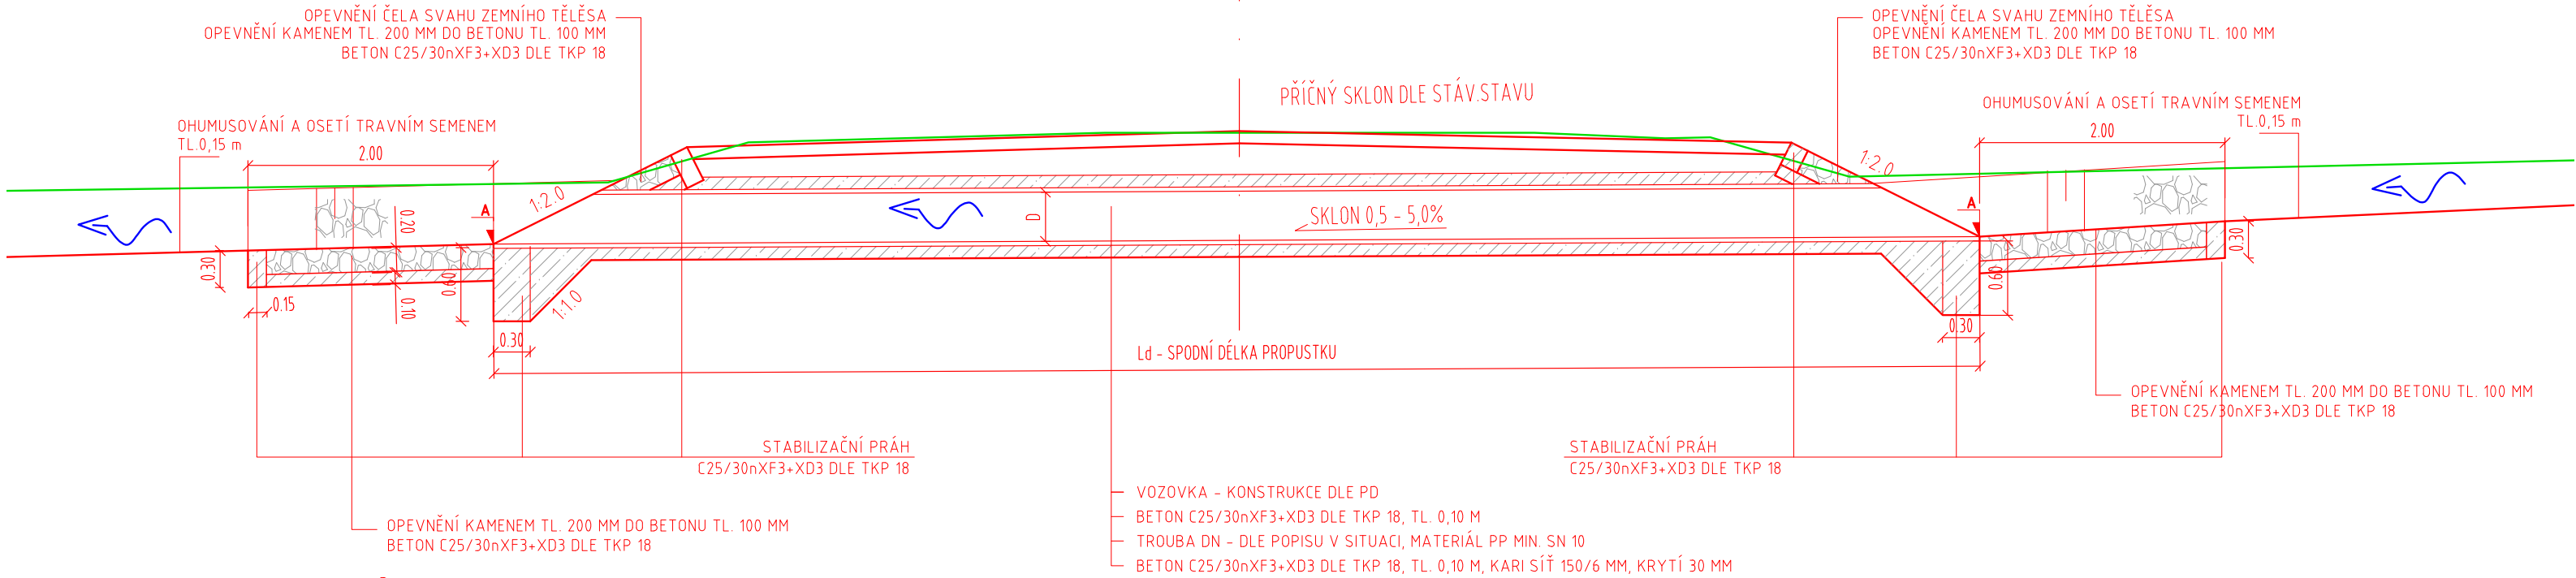 OPEVNĚNÍ ČELA SVAHU ZEMNÍHO TĚLĚSA
OPEVNĚNÍ KAMENEM TL. 200 MM DO BETONU TL. 100 MM
BETON C25/30nXF3+XD3 DLE TKP 18
OPEVNĚNÍ ČELA SVAHU ZEMNÍHO TĚLĚSA
OPEVNĚNÍ KAMENEM TL. 200 MM DO BETONU TL. 100 MM
BETON C25/30nXF3+XD3 DLE TKP 18
PŘÍČNÝ SKLON DLE STÁV.STAVU
OHUMUSOVÁNÍ A OSETÍ TRAVNÍM SEMENEM
TL.0,15 m
2.00
OHUMUSOVÁNÍ A OSETÍ TRAVNÍM SEMENEM
TL.0,15 m
2.00
1:2.0
1:2.0
A
A
0.20
D
SKLON 0,5 - 5,0%
0.30
0.60
0.10
0.15
1:1.0
0.30
0.30
0.60
0.30
Ld - SPODNÍ DÉLKA PROPUSTKU
OPEVNĚNÍ KAMENEM TL. 200 MM DO BETONU TL. 100 MM
BETON C25/30nXF3+XD3 DLE TKP 18
STABILIZAČNÍ PRÁH
C25/30nXF3+XD3 DLE TKP 18
STABILIZAČNÍ PRÁH
C25/30nXF3+XD3 DLE TKP 18
VOZOVKA - KONSTRUKCE DLE PD
BETON C25/30nXF3+XD3 DLE TKP 18, TL. 0,10 M
TROUBA DN - DLE POPISU V SITUACI, MATERIÁL PP MIN. SN 10
BETON C25/30nXF3+XD3 DLE TKP 18, TL. 0,10 M, KARI SÍŤ 150/6 MM, KRYTÍ 30 MM
OPEVNĚNÍ KAMENEM TL. 200 MM DO BETONU TL. 100 MM
BETON C25/30nXF3+XD3 DLE TKP 18